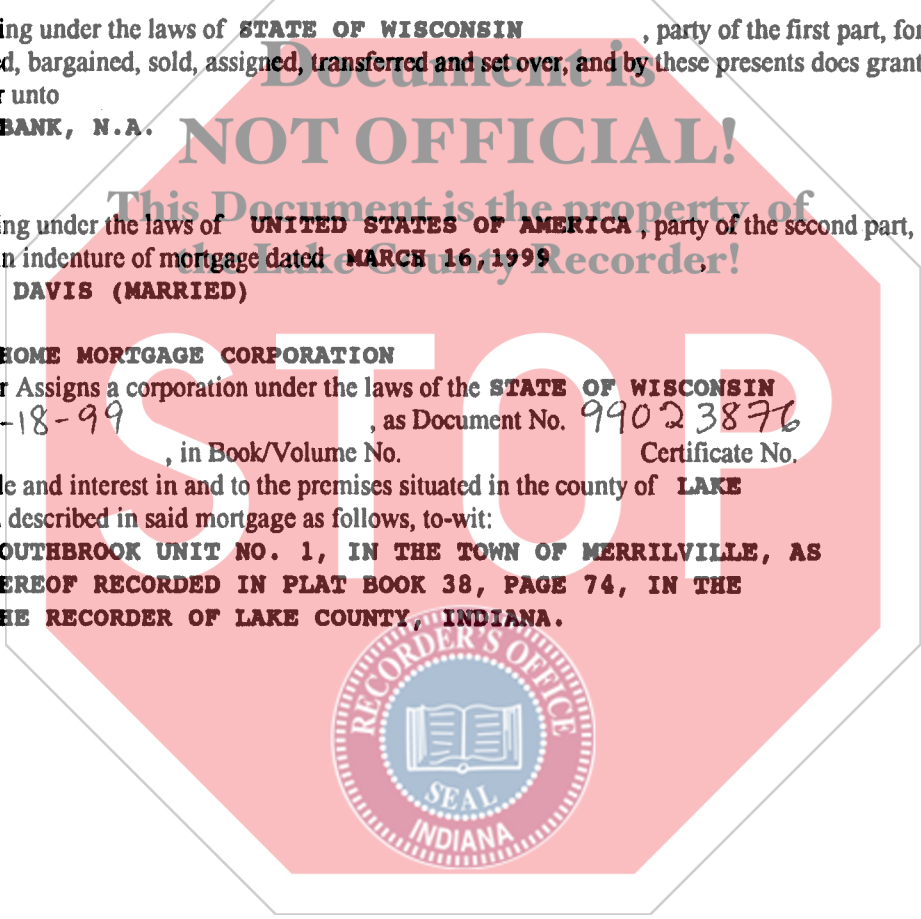 ing under the laws of STATE OF WISCONSIN , party of the first part, for
Document is
d, bargained, sold, assigned, transferred and set over, and by these presents does grant
r unto
BANK, N.A.
NOT OFFICIAL!
This Document is the property of
ng under the laws of UNITED STATES OF AMERICA , party of the second part,
n indenture of mortgage dated MARCH 16,1999 ,
the Lake County Recorder!
DAVIS (MARRIED)
HOME MORTGAGE CORPORATION
r Assigns a corporation under the laws of the STATE OF WISCONSIN
-18-99 , as Document No. 99023876
, in Book/Volume No. Certificate No.
le and interest in and to the premises situated in the county of LAKE
described in said mortgage as follows, to-wit:
STOP
OUTHBROOK UNIT NO. 1, IN THE TOWN OF MERRILVILLE, AS
EREOF RECORDED IN PLAT BOOK 38, PAGE 74, IN THE
HE RECORDER OF LAKE COUNTY, INDIANA.
RECORDER'S OFFICE
SEAL
INDIANA